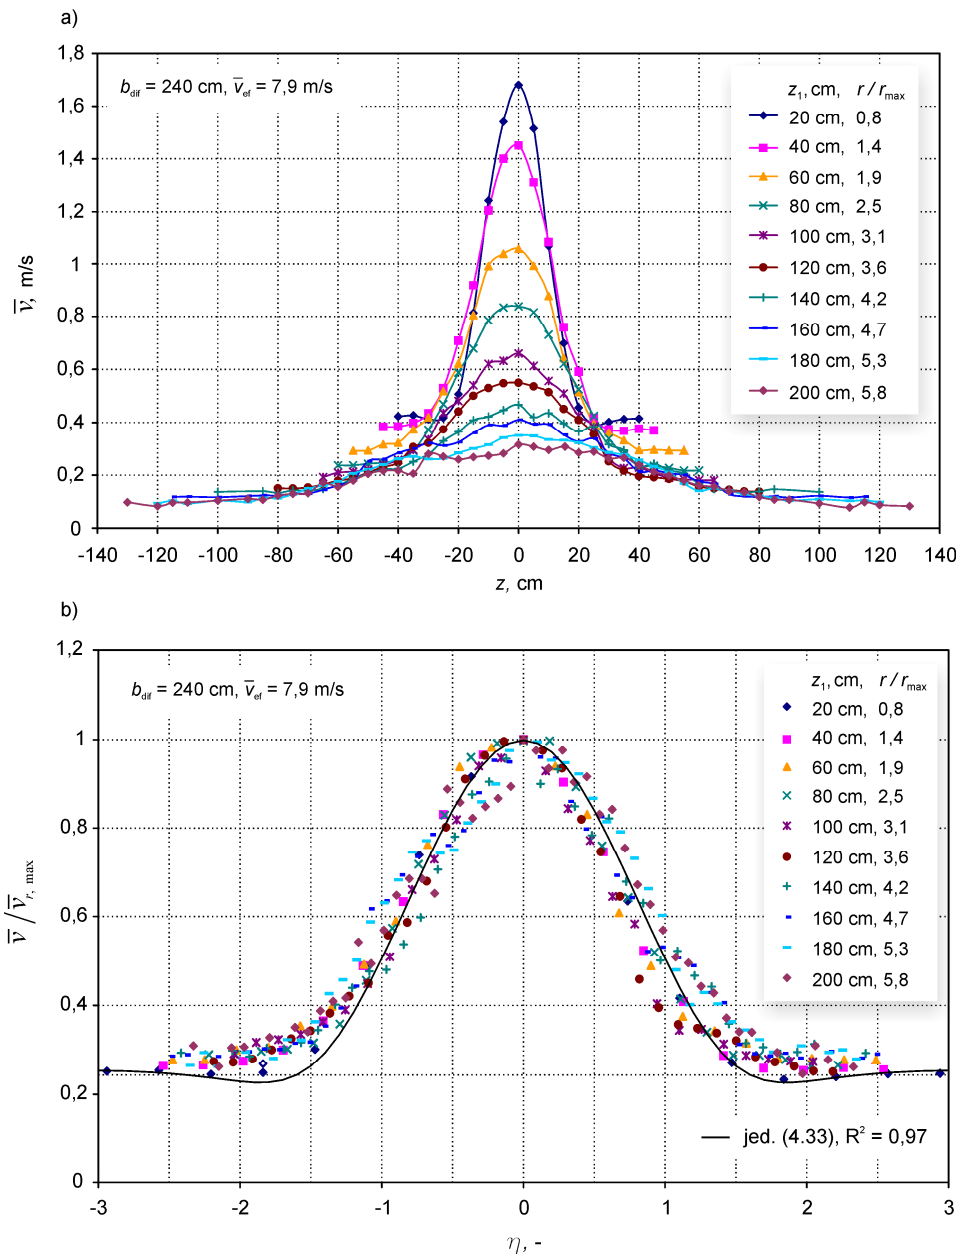 a)
1,8
1,6
1,4
1,2
1
0,8
0,6
0,4
0,2
0
v̅, m/s
b_dif = 240 cm, v̅_ef = 7,9 m/s
z₁, cm, r / r_max
20 cm, 0,8
40 cm, 1,4
60 cm, 1,9
80 cm, 2,5
100 cm, 3,1
120 cm, 3,6
140 cm, 4,2
160 cm, 4,7
180 cm, 5,3
200 cm, 5,8
-140 -120 -100 -80 -60 -40 -20 0 20 40 60 80 100 120 140
z, cm
b)
1,2
1
0,8
0,6
0,4
0,2
0
v̅/v̅_r, max
b_dif = 240 cm, v̅_ef = 7,9 m/s
z₁, cm, r / r_max
20 cm, 0,8
40 cm, 1,4
60 cm, 1,9
80 cm, 2,5
100 cm, 3,1
120 cm, 3,6
140 cm, 4,2
160 cm, 4,7
180 cm, 5,3
200 cm, 5,8
jed. (4.33), R² = 0,97
-3 -2 -1 0 1 2 3
η, -